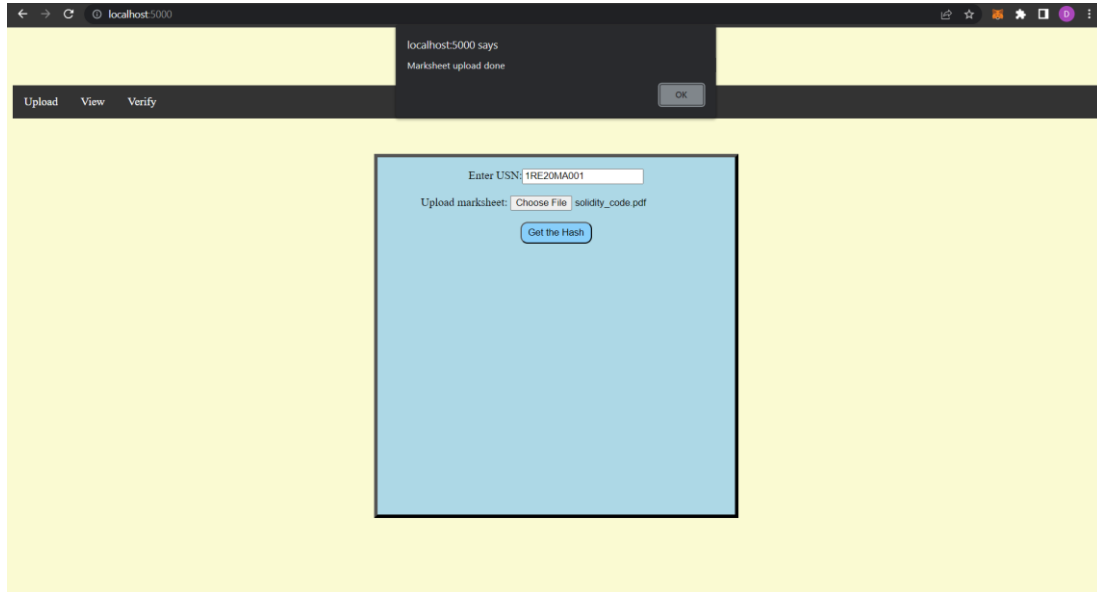 localhost:5000
D
localhost:5000 says
Marksheet upload done
OK
Upload View Verify
Enter USN: 1RE20MA001
Upload marksheet: Choose File solidity_code.pdf
Get the Hash